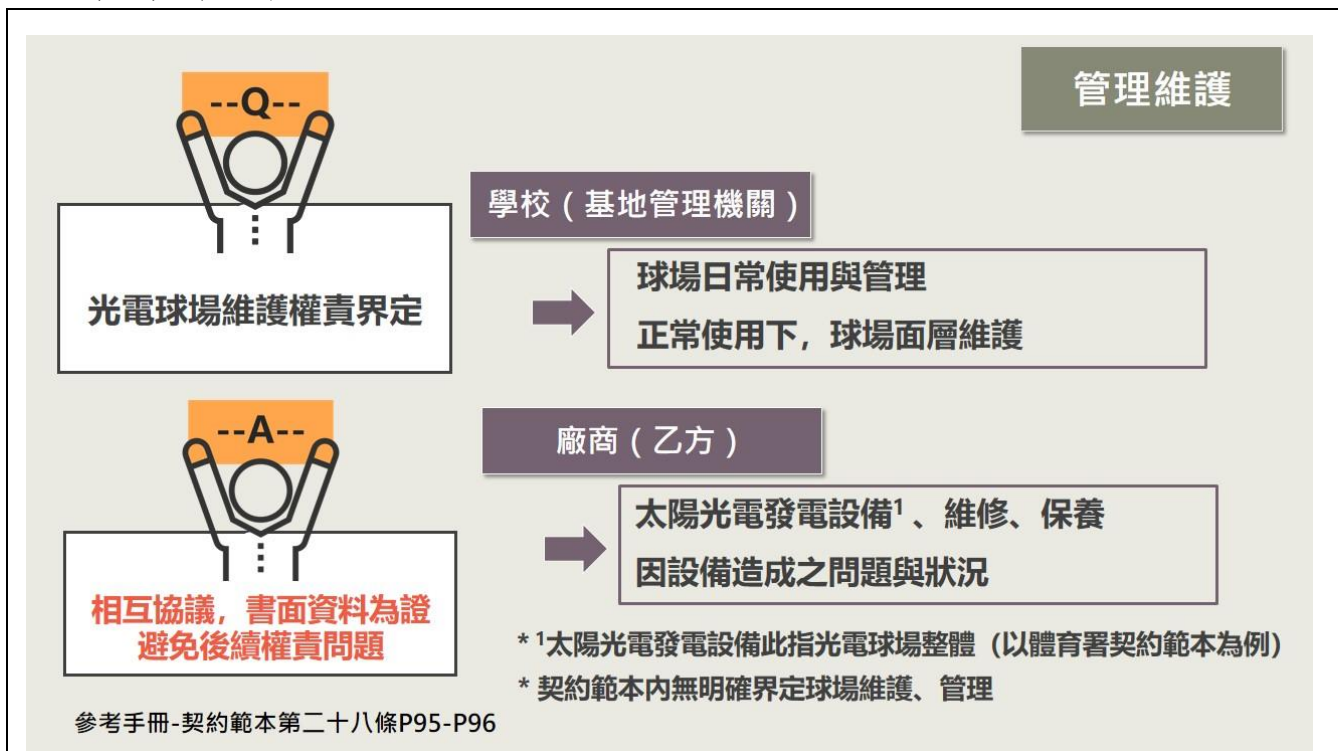 管理維護
--Q--
光電球場維護權責界定
學校（基地管理機關）
球場日常使用與管理
正常使用下，球場面層維護
--A--
相互協議，書面資料為證
避免後續權責問題
廠商（乙方）
太陽光電發電設備¹、維修、保養
因設備造成之問題與狀況
* ¹太陽光電發電設備此指光電球場整體（以體育署契約範本為例）
* 契約範本內無明確界定球場維護、管理
參考手冊-契約範本第二十八條P95-P96